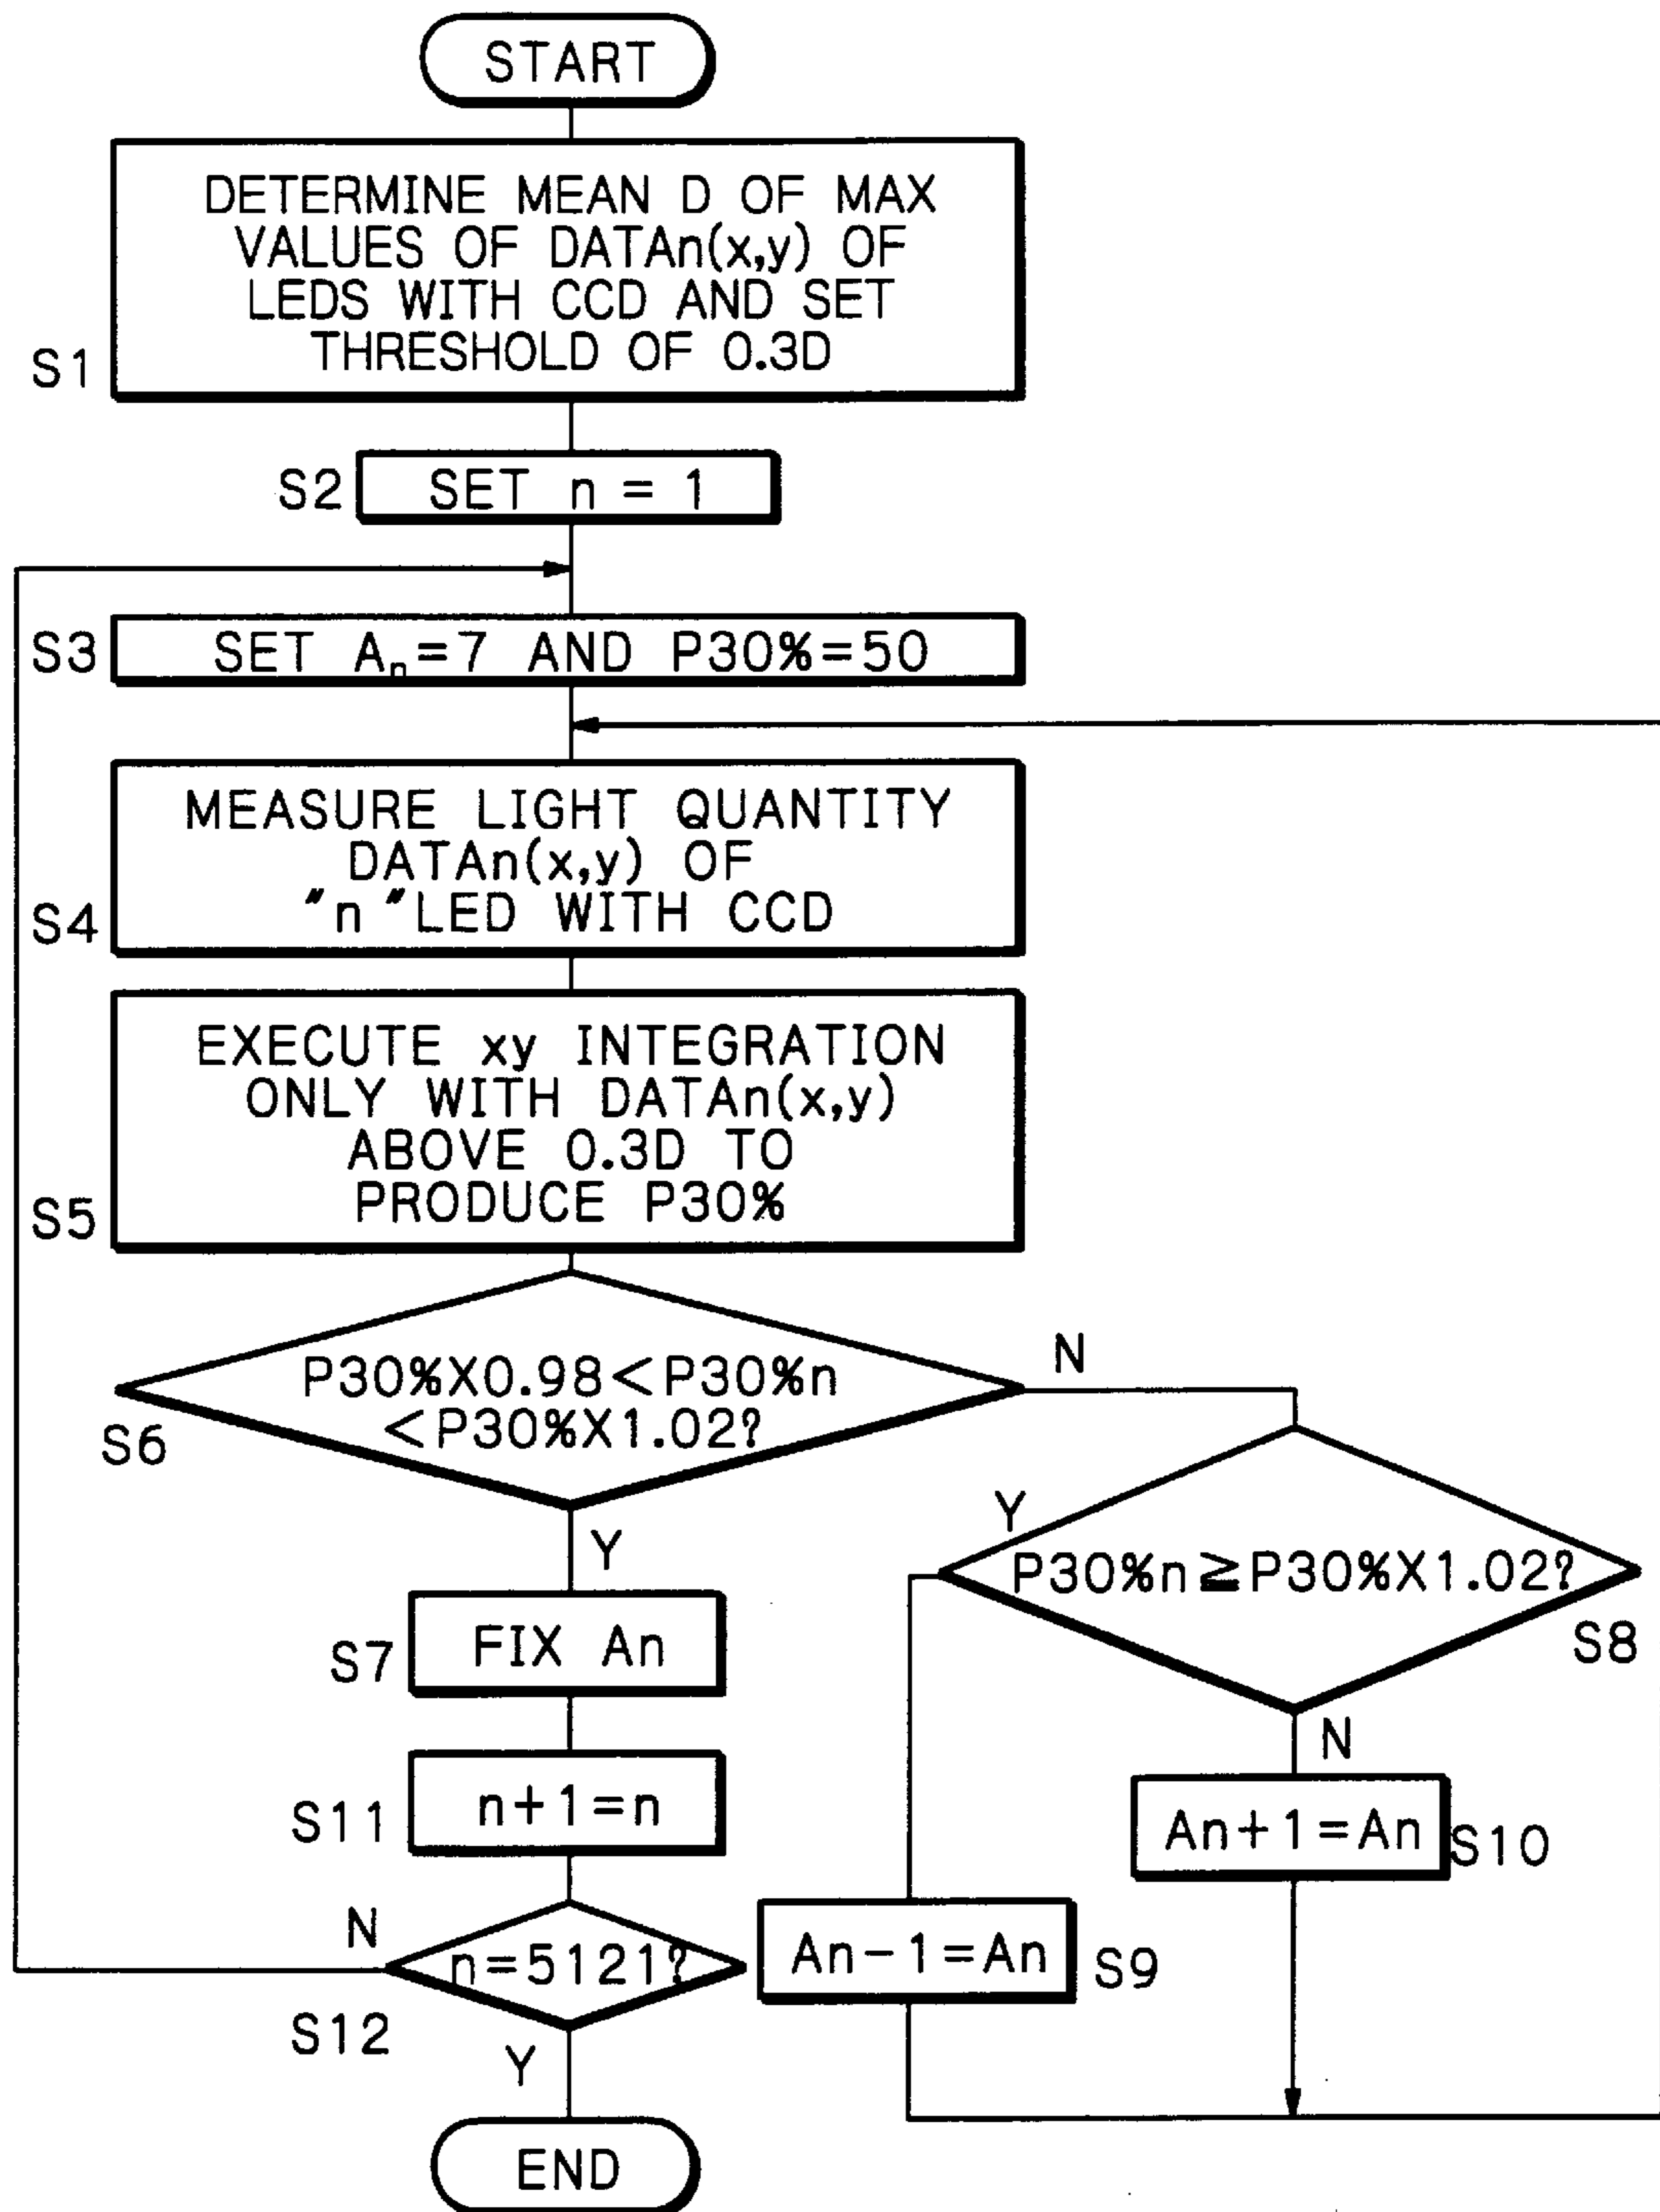 START
DETERMINE MEAN D OF MAX
VALUES OF DATAn(x,y) OF
LEDS WITH CCD AND SET
THRESHOLD OF 0.3D
S1
S2
SET n = 1
S3
SET An=7 AND P30%=50
MEASURE LIGHT QUANTITY
DATAn(x,y) OF
"n"LED WITH CCD
S4
EXECUTE xy INTEGRATION
ONLY WITH DATAn(x,y)
ABOVE 0.3D TO
PRODUCE P30%
S5
P30%X0.98<P30%n
<P30%X1.02?
S6
N
Y
Y
P30%n≧P30%X1.02?
S8
S7
FIX An
N
S11
n+1=n
An+1=An
S10
N
n=5121?
An-1=An
S9
S12
Y
END